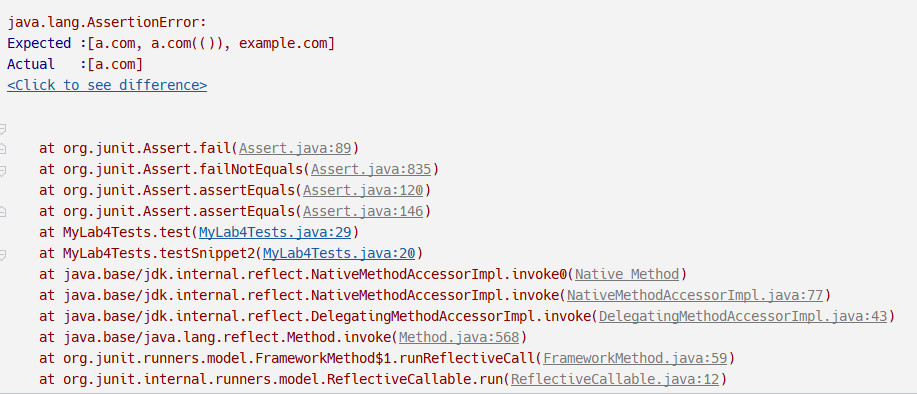 java.lang.AssertionError:
Expected :[a.com, a.com(()), example.com]
Actual   :[a.com]
<Click to see difference>
at org.junit.Assert.fail(Assert.java:89)
at org.junit.Assert.failNotEquals(Assert.java:835)
at org.junit.Assert.assertEquals(Assert.java:120)
at org.junit.Assert.assertEquals(Assert.java:146)
at MyLab4Tests.test(MyLab4Tests.java:29)
at MyLab4Tests.testSnippet2(MyLab4Tests.java:20)
at java.base/jdk.internal.reflect.NativeMethodAccessorImpl.invoke0(Native Method)
at java.base/jdk.internal.reflect.NativeMethodAccessorImpl.invoke(NativeMethodAccessorImpl.java:77)
at java.base/jdk.internal.reflect.DelegatingMethodAccessorImpl.invoke(DelegatingMethodAccessorImpl.java:43)
at java.base/java.lang.reflect.Method.invoke(Method.java:568)
at org.junit.runners.model.FrameworkMethod$1.runReflectiveCall(FrameworkMethod.java:59)
at org.junit.internal.runners.model.ReflectiveCallable.run(ReflectiveCallable.java:12)